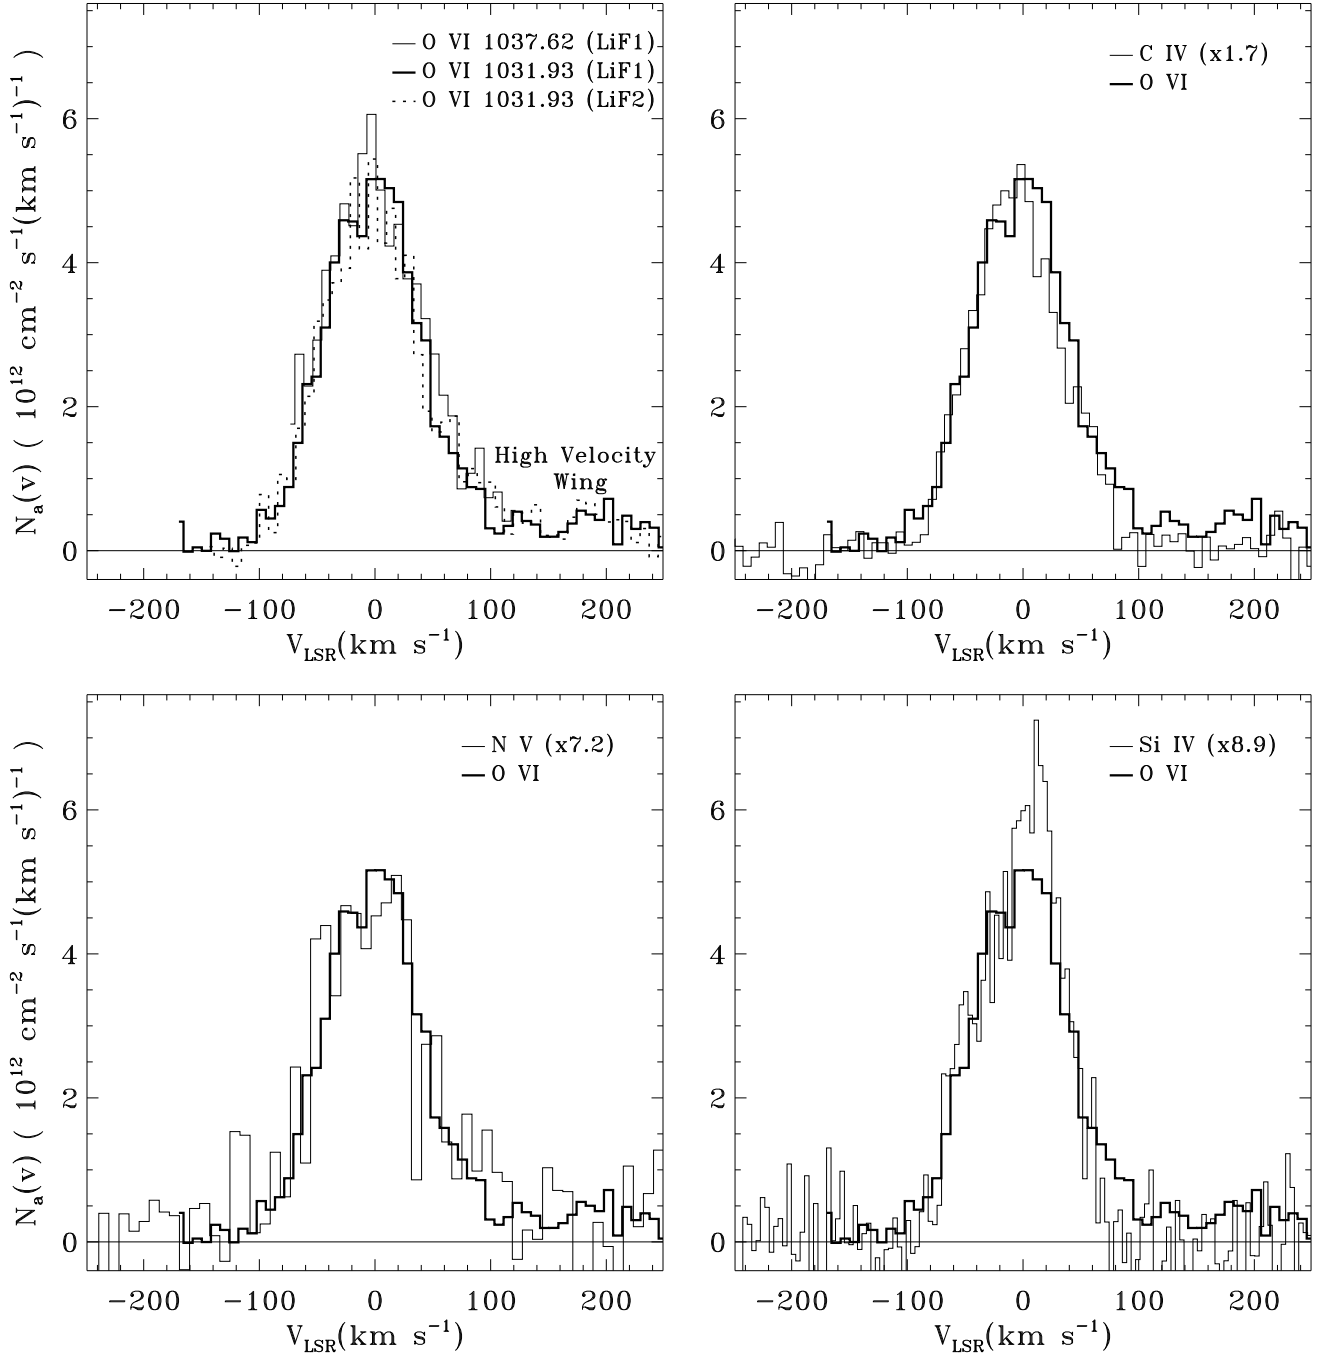 O VI 1037.62 (LiF1)
O VI 1031.93 (LiF1)
O VI 1031.93 (LiF2)
High Velocity
Wing
N_a(v) ( 10^12 cm^-2 s^-1(km s^-1)^-1 )
6
4
2
0
-200 -100 0 100 200
V_LSR(km s^-1)
C IV (x1.7)
O VI
6
4
2
0
-200 -100 0 100 200
V_LSR(km s^-1)
N V (x7.2)
O VI
N_a(v) ( 10^12 cm^-2 s^-1(km s^-1)^-1 )
6
4
2
0
-200 -100 0 100 200
V_LSR(km s^-1)
Si IV (x8.9)
O VI
6
4
2
0
-200 -100 0 100 200
V_LSR(km s^-1)